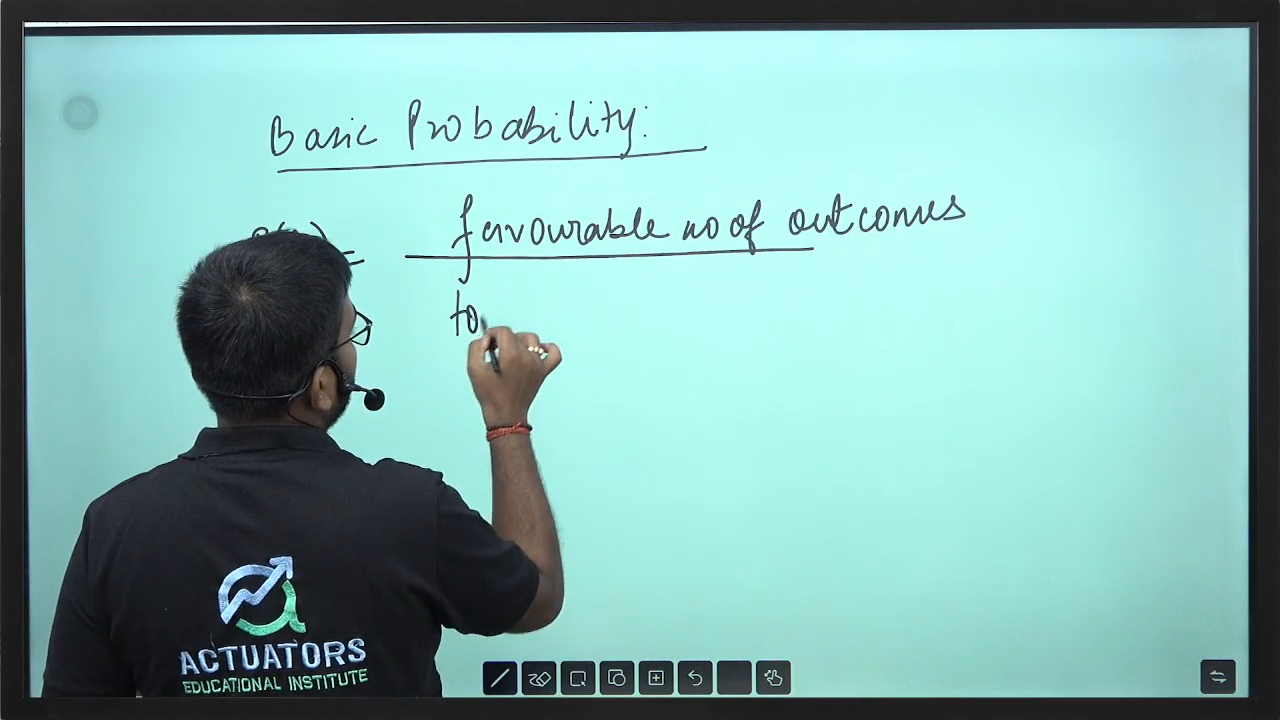 Basic Probability:
favourable no of outcomes
to
ACTUATORS
EDUCATIONAL INSTITUTE